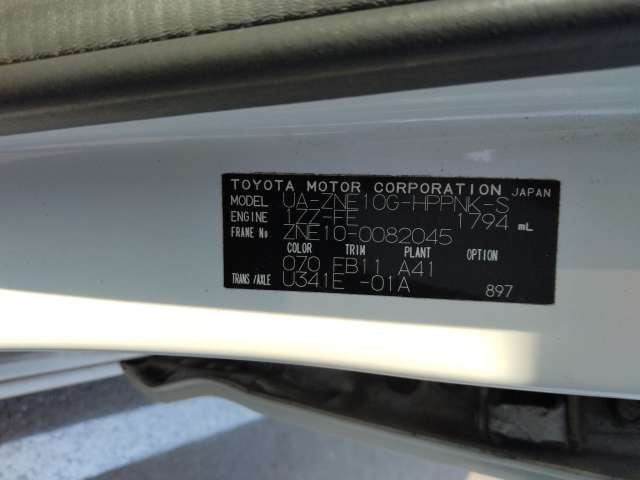 TOYOTA MOTOR CORPORATION JAPAN
MODEL UA-ZNE10G-HPPNK-S
ENGINE 1ZZ-FE 1794 mL
FRAME No ZNE10-0082045
COLOR TRIM PLANT OPTION
070 FB11 A41
TRANS/AXLE U341E -01A 897